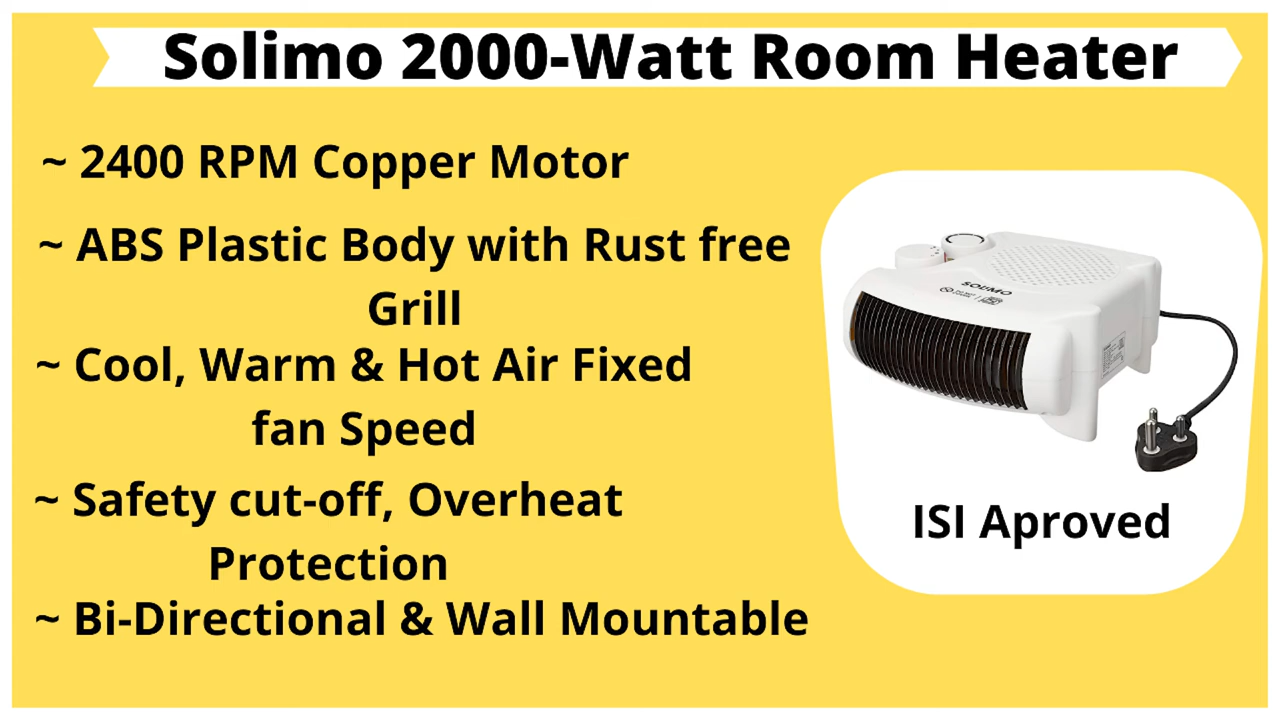 Solimo 2000-Watt Room Heater
~ 2400 RPM Copper Motor
~ ABS Plastic Body with Rust free
Grill
~ Cool, Warm & Hot Air Fixed
fan Speed
~ Safety cut-off, Overheat
Protection
~ Bi-Directional & Wall Mountable
SOLIMO
ISI Aproved